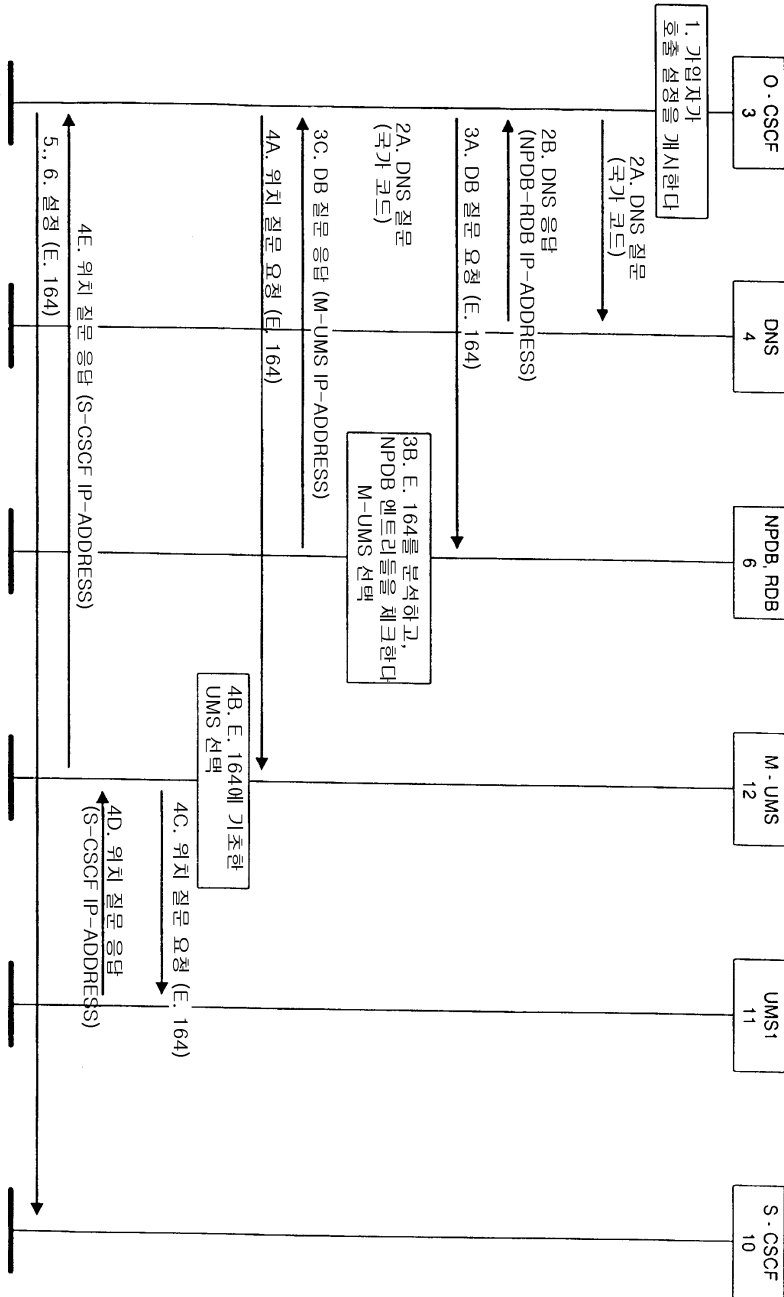 O - CSCF
3
DNS
4
NPDB, RDB
6
M - UMS
12
UMS1
11
S - CSCF
10
1. 가입자가
호출 설정을 개시한다
2A. DNS 질문
(국가 코드)
2B. DNS 응답
(NPDB-RDB IP-ADDRESS)
3A. DB 질문 요청 (E. 164)
2A. DNS 질문
(국가 코드)
3B. E. 164를 분석하고,
NPDB 엔트리들을 체크한다
M-UMS 선택
3C. DB 질문 응답 (M-UMS IP-ADDRESS)
4A. 위치 질문 요청 (E. 164)
4B. E. 164에 기초한
UMS 선택
4C. 위치 질문 요청 (E. 164)
4D. 위치 질문 응답
(S-CSCF IP-ADDRESS)
4E. 위치 질문 응답 (S-CSCF IP-ADDRESS)
5., 6. 설정 (E. 164)